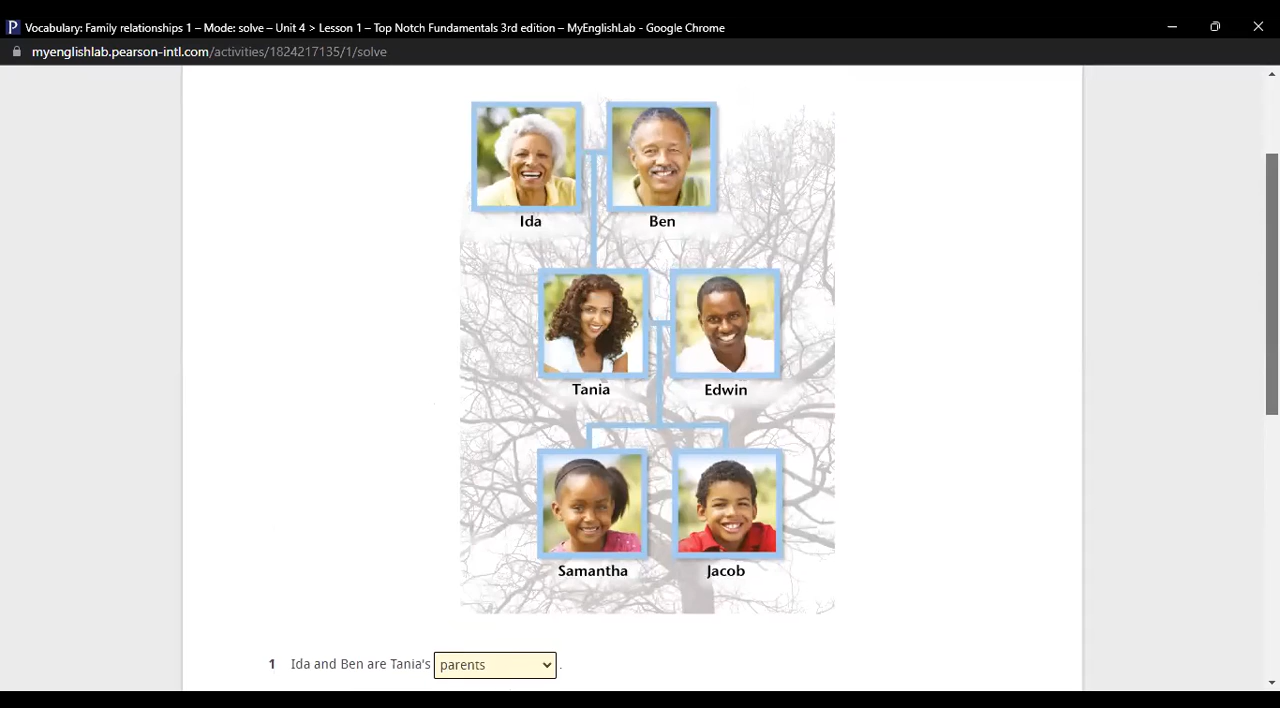 Vocabulary: Family relationships 1 – Mode: solve – Unit 4 > Lesson 1 – Top Notch Fundamentals 3rd edition – MyEnglishLab - Google Chrome
myenglishlab.pearson-intl.com/activities/1824217135/1/solve
Ida Ben
Tania Edwin
Samantha Jacob
1 Ida and Ben are Tania's parents .